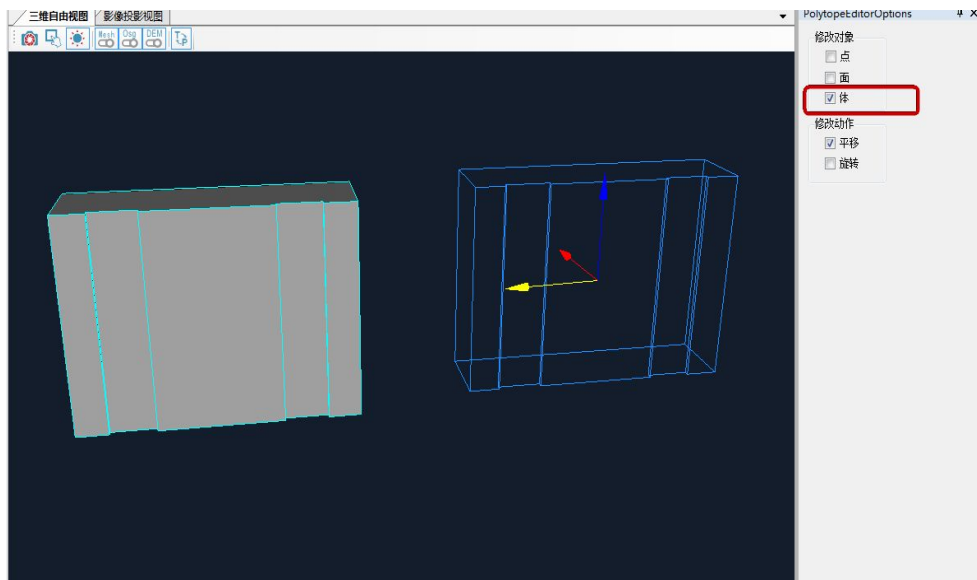 三维自由视图 影像投影视图
PolytopeEditorOptions
Mesh Osg DEM T P
修改对象
点
面
体
修改动作
平移
旋转